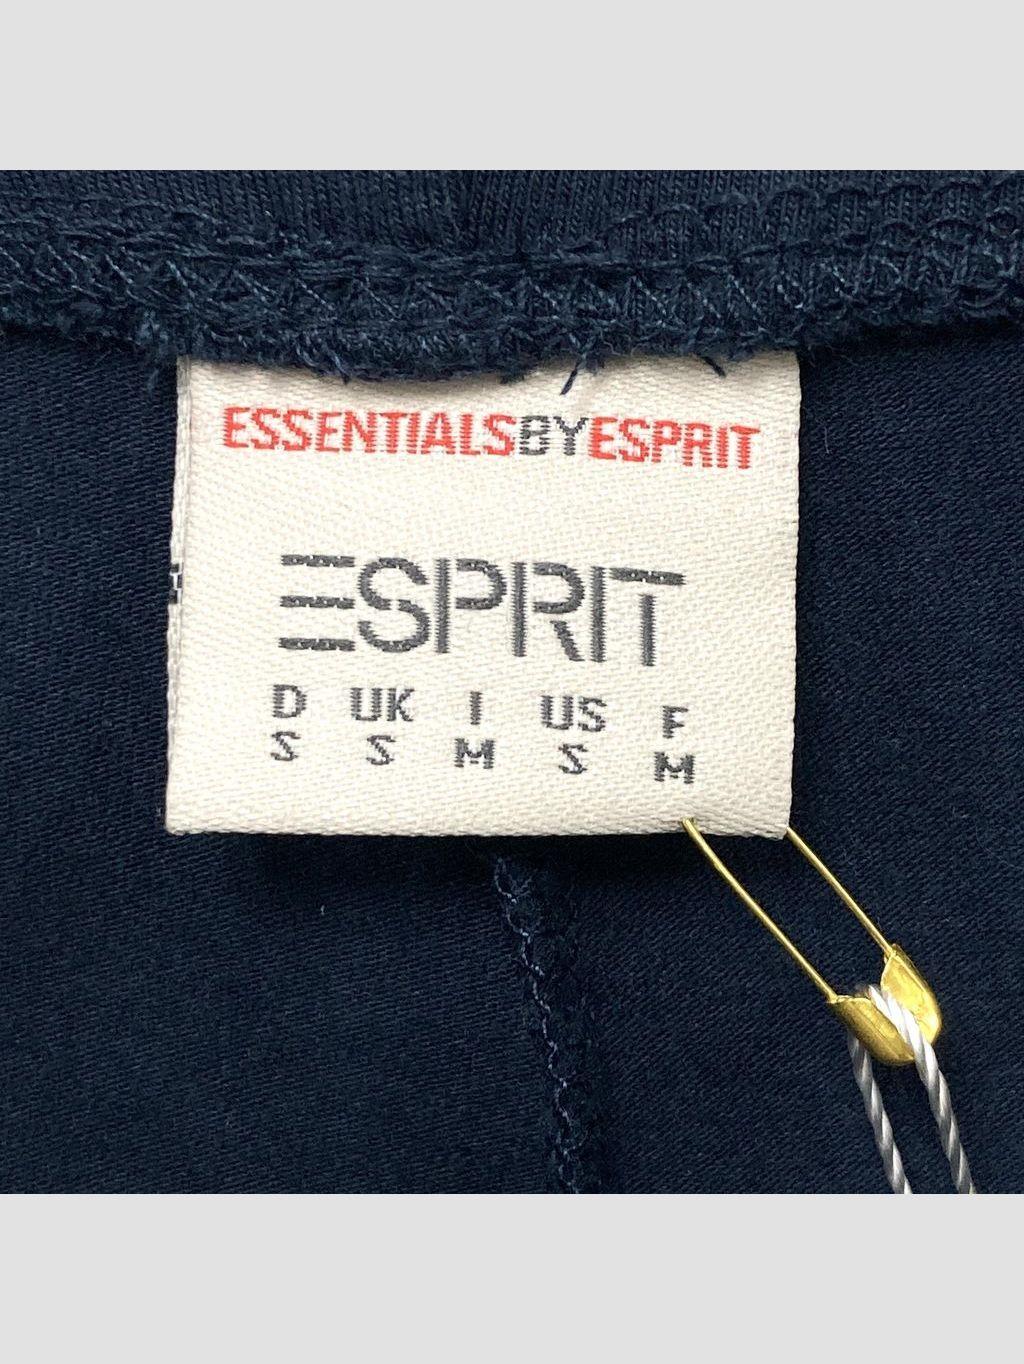 ESSENTIALSBYESPRIT
ESPRIT
D UK I US F
S S M S M